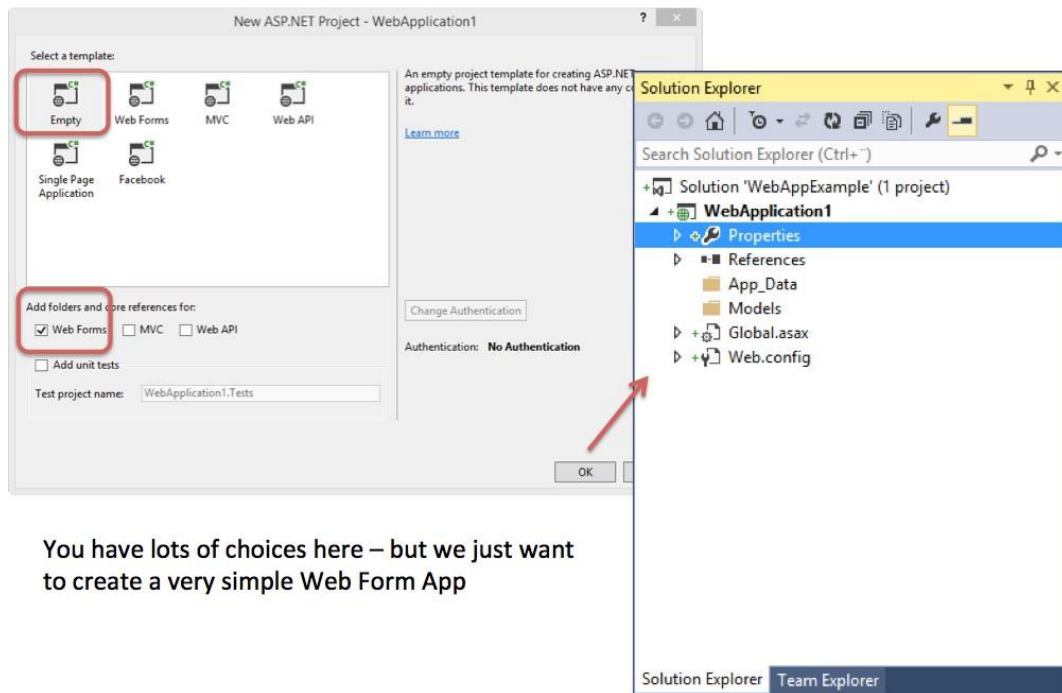 New ASP.NET Project - WebApplication1
?
Select a template:
Empty
Web Forms
MVC
Web API
Single Page
Application
Facebook
An empty project template for creating ASP.NET
applications. This template does not have any
it.
Learn more
Add folders and core references for:
Web Forms
MVC
Web API
Add unit tests
Test project name:
WebApplication1.Tests
Change Authentication
Authentication: No Authentication
OK
Solution Explorer
Search Solution Explorer (Ctrl+¨)
Solution 'WebAppExample' (1 project)
WebApplication1
Properties
References
App_Data
Models
Global.asax
Web.config
Solution Explorer
Team Explorer
You have lots of choices here – but we just want
to create a very simple Web Form App